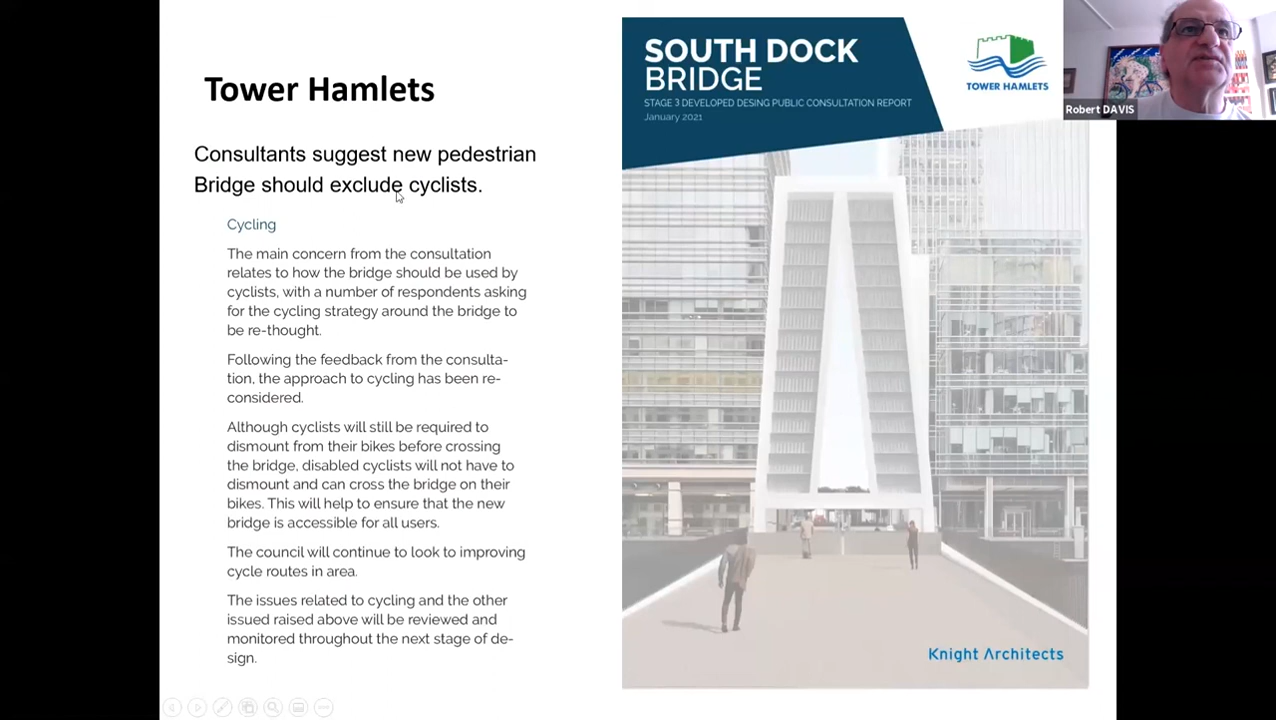 Tower Hamlets
Consultants suggest new pedestrian
Bridge should exclude cyclists.
Cycling
The main concern from the consultation
relates to how the bridge should be used by
cyclists, with a number of respondents asking
for the cycling strategy around the bridge to
be re-thought.
Following the feedback from the consulta-
tion, the approach to cycling has been re-
considered.
Although cyclists will still be required to
dismount from their bikes before crossing
the bridge, disabled cyclists will not have to
dismount and can cross the bridge on their
bikes. This will help to ensure that the new
bridge is accessible for all users.
The council will continue to look to improving
cycle routes in area.
The issues related to cycling and the other
issued raised above will be reviewed and
monitored throughout the next stage of de-
sign.
SOUTH DOCK
BRIDGE
STAGE 3 DEVELOPED DESING PUBLIC CONSULTATION REPORT
January 2021
TOWER HAMLETS
Knight Architects
Robert DAVIS